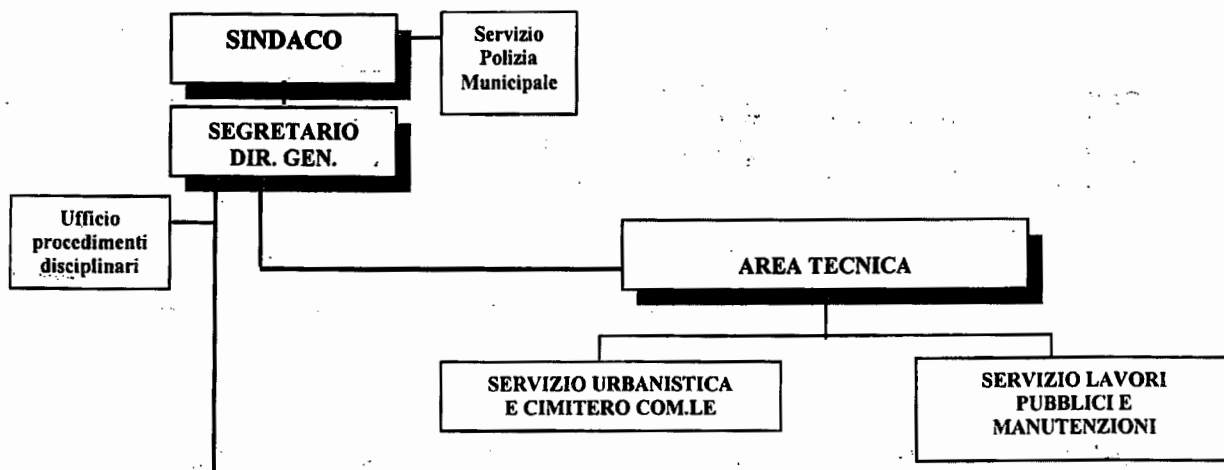 SINDACO
Servizio
Polizia
Municipale
SEGRETARIO
DIR. GEN.
Ufficio
procedimenti
disciplinari
AREA TECNICA
SERVIZIO URBANISTICA
E CIMITERO COM.LE
SERVIZIO LAVORI
PUBBLICI E
MANUTENZIONI